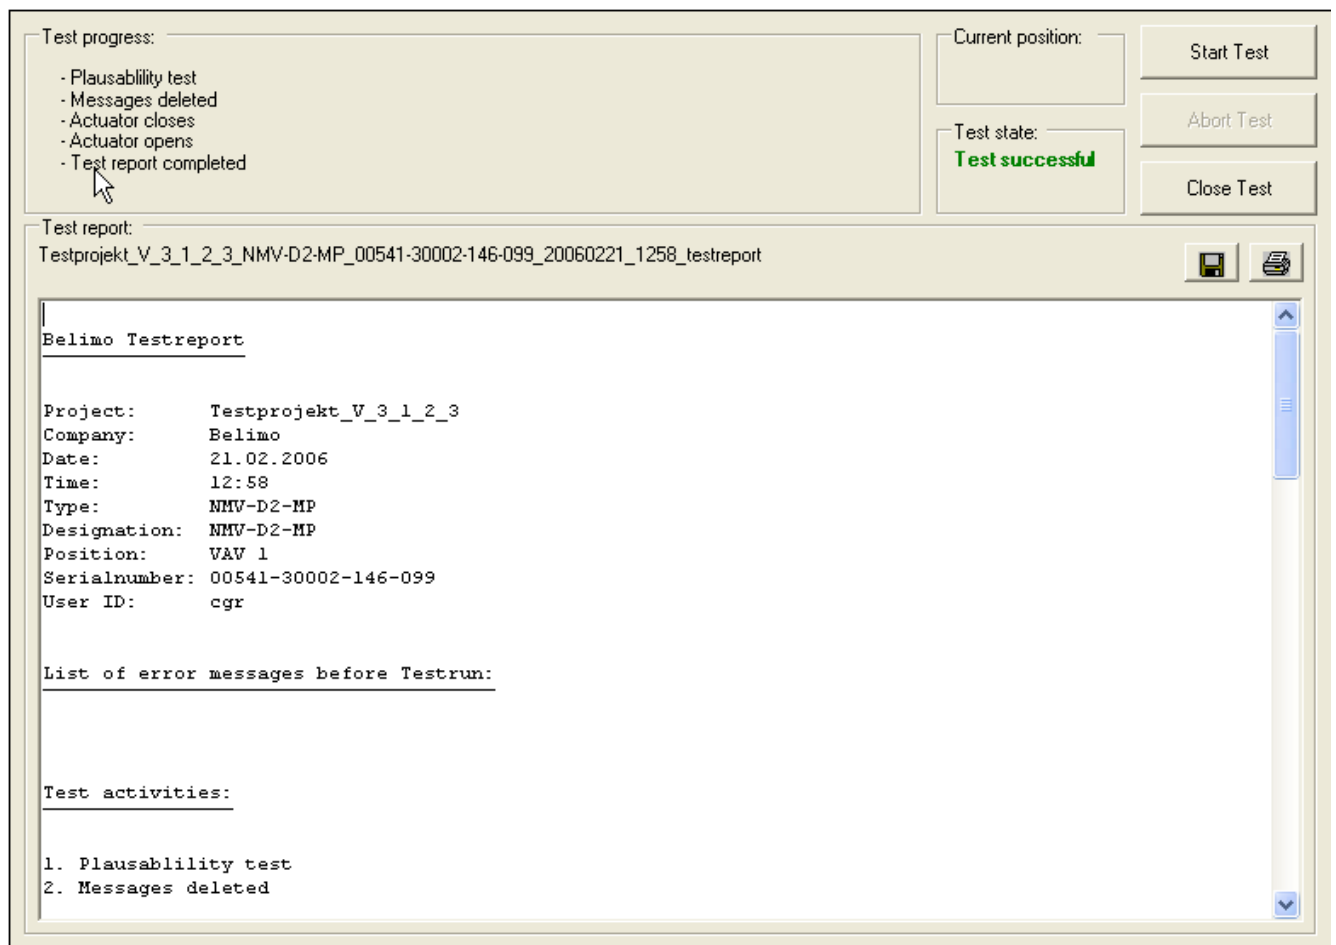 Test progress:
- Plausablility test
- Messages deleted
- Actuator closes
- Actuator opens
- Test report completed
Current position:
Test state:
Test successful
Start Test
Abort Test
Close Test
Test report:
Testprojekt_V_3_1_2_3_NMV-D2-MP_00541-30002-146-099_20060221_1258_testreport
Belimo Testreport
Project: Testprojekt_V_3_1_2_3
Company: Belimo
Date: 21.02.2006
Time: 12:58
Type: NMV-D2-MP
Designation: NMV-D2-MP
Position: VAV 1
Serialnumber: 00541-30002-146-099
User ID: cgr
List of error messages before Testrun:
Test activities:
1. Plausablility test
2. Messages deleted